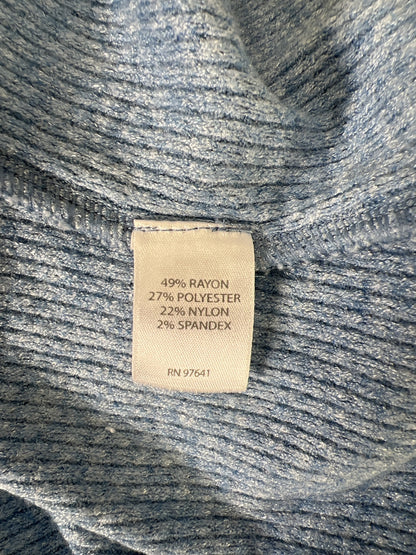 49% RAYON
27% POLYESTER
22% NYLON
2% SPANDEX
RN 97641